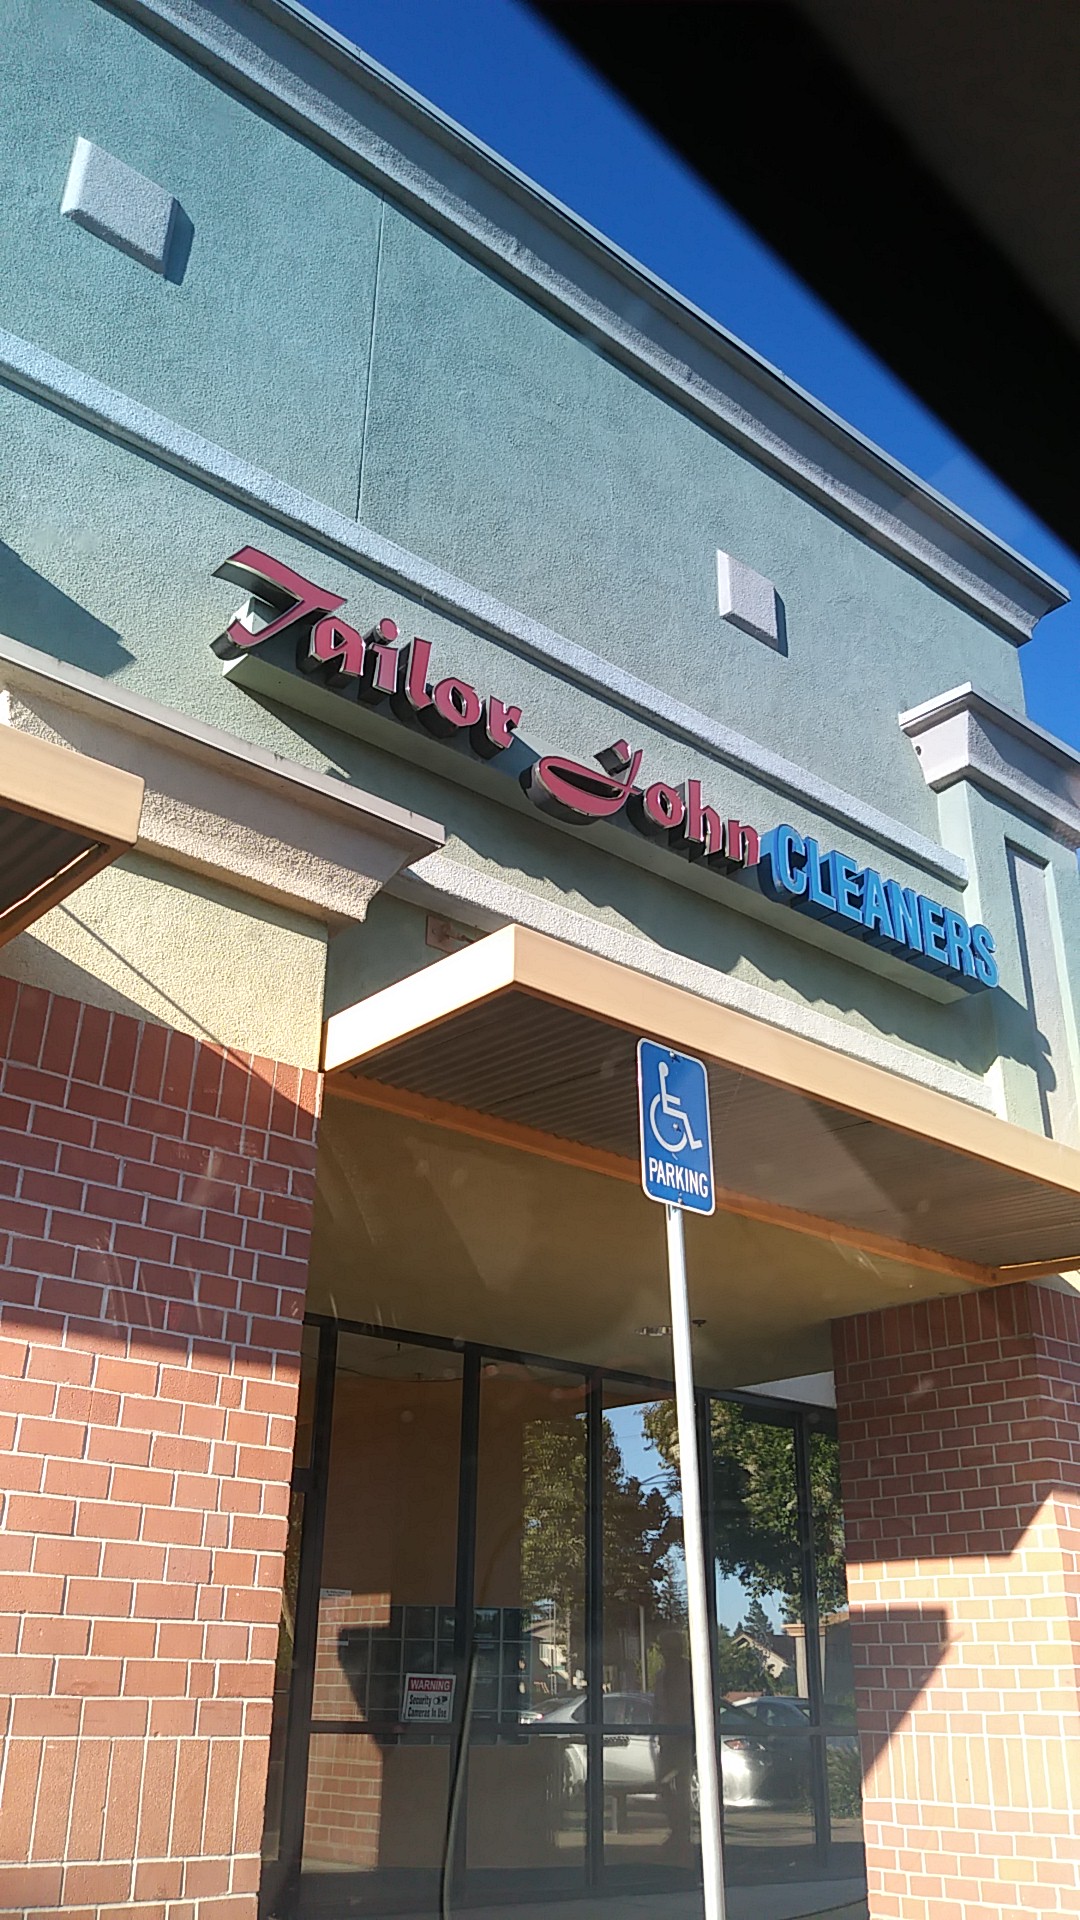 Tailor John CLEANERS
PARKING
WARNING
Security
Cameras In Use